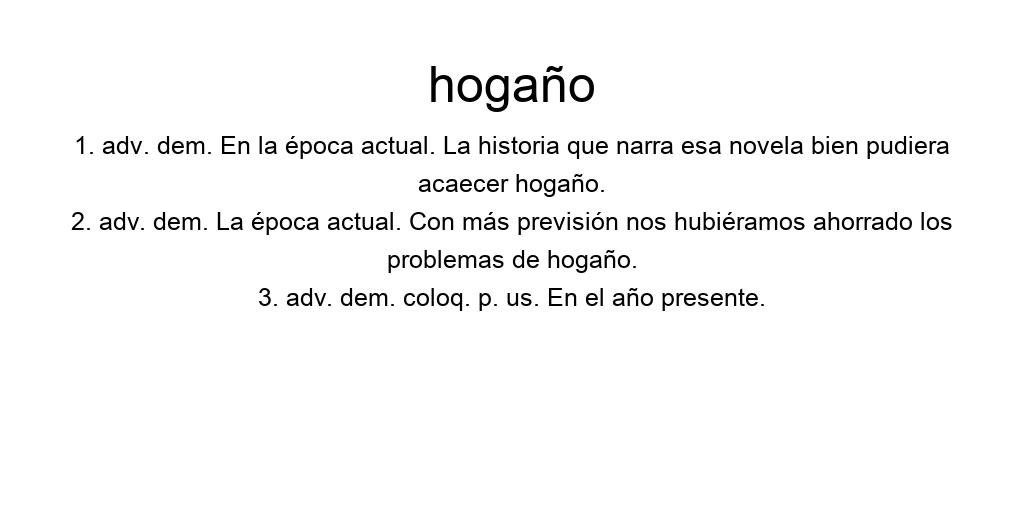 hogaño
1. adv. dem. En la época actual. La historia que narra esa novela bien pudiera
acaecer hogaño.
2. adv. dem. La época actual. Con más previsión nos hubiéramos ahorrado los
problemas de hogaño.
3. adv. dem. coloq. p. us. En el año presente.